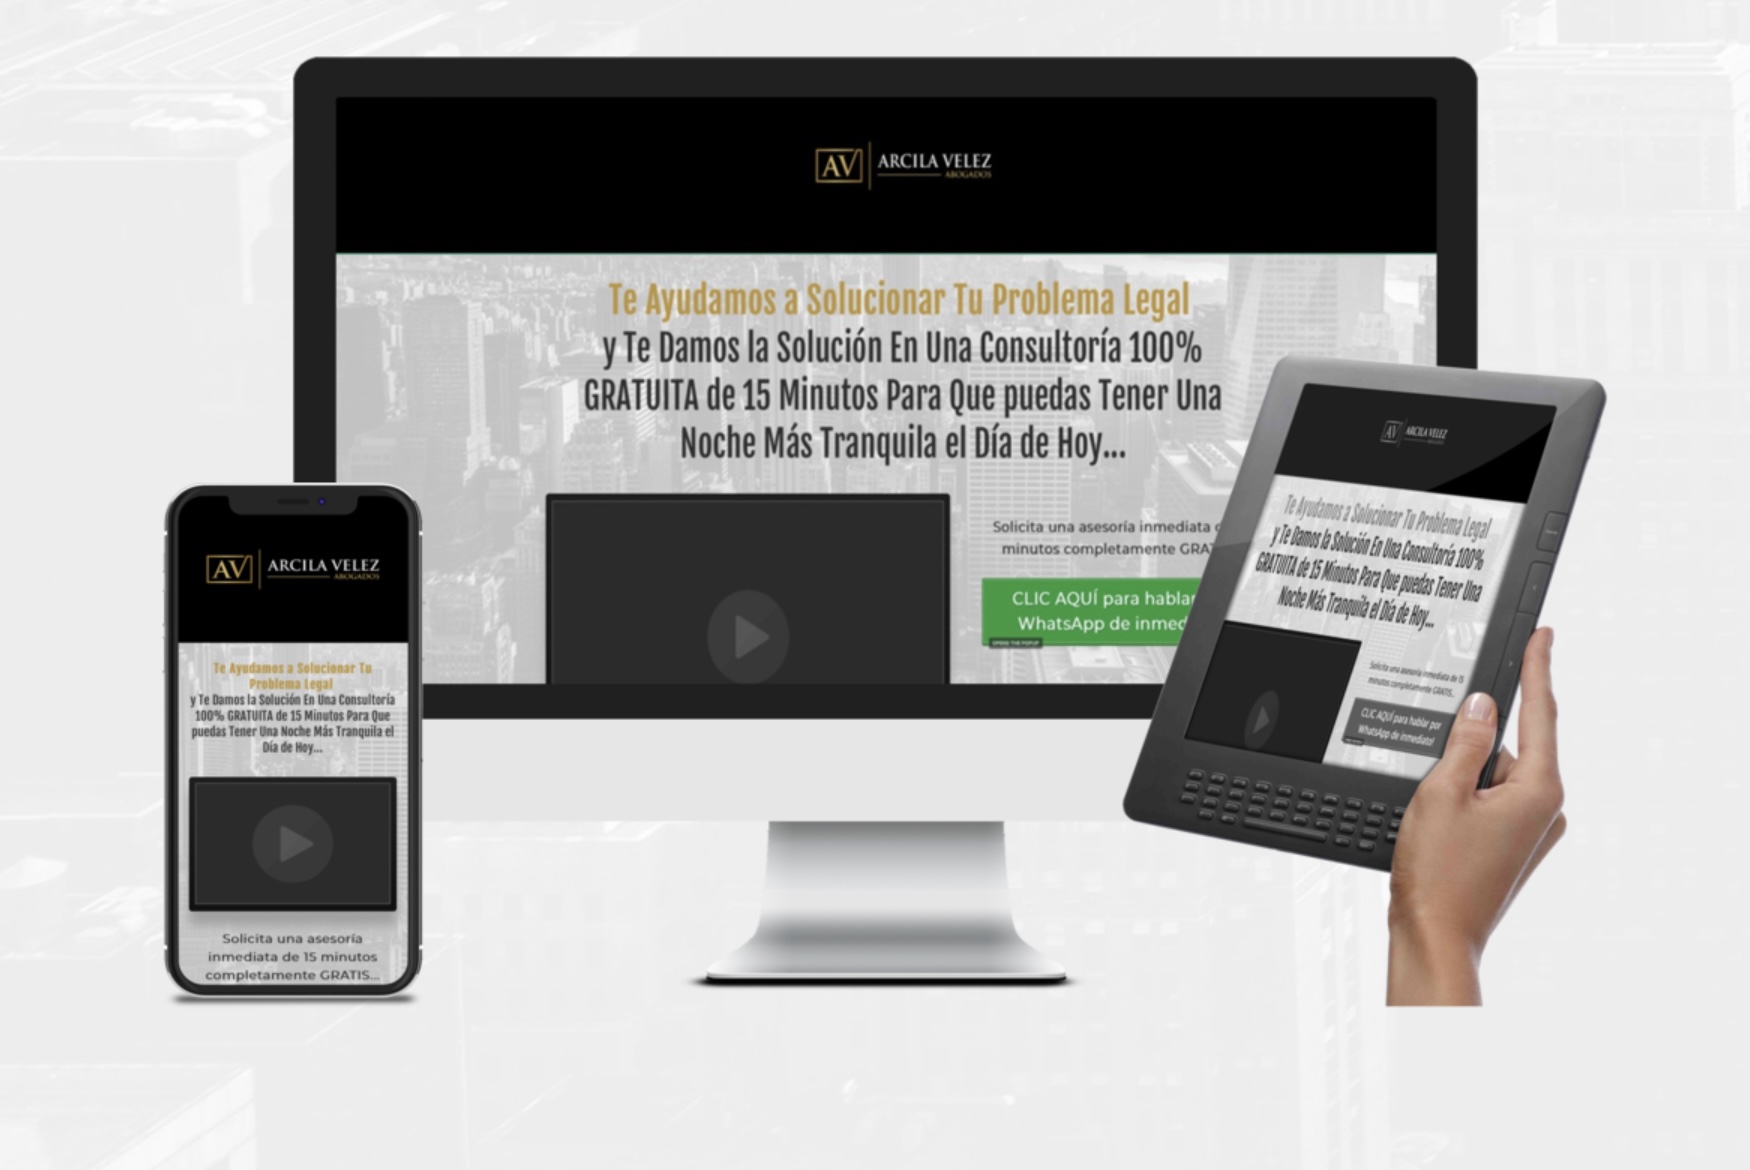 AV
ARCILA VELEZ
ABOGADOS
Te Ayudamos a Solucionar Tu Problema Legal
y Te Damos la Solución En Una Consultoría 100%
GRATUITA de 15 Minutos Para Que puedas Tener Una
Noche Más Tranquila el Día de Hoy...
Solicita una asesoría inmediata
minutos completamente
CLIC AQUÍ para hablar
WhatsApp de
OPENS THE POPUP
AV
ARCILA VELEZ
ABOGADOS
Te Ayudamos a Solucionar Tu
Problema Legal
y Te Damos la Solución En Una Consultoría
100% GRATUITA de 15 Minutos Para Que
puedas Tener Una Noche Más Tranquila el
Día de Hoy...
Solicita una asesoría
inmediata de 15 minutos
completamente GRATIS...
AV
ARCILA VELEZ
Te Ayudamos a Solucionar Tu Problema Legal
y Te Damos la Solución En Una Consultoría 100%
GRATUITA de 15 Minutos Para Que puedas Tener Una
Noche Más Tranquila el Día de Hoy...
Solicita una asesoría inmediata de 15
minutos completamente GRATIS...
CLIC AQUÍ para hablar por
WhatsApp de inmediato!